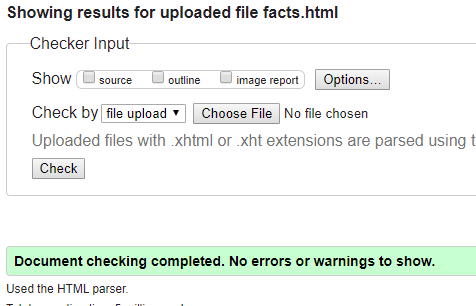 Showing results for uploaded file facts.html
Checker Input
Show source outline image report Options...
Check by file upload Choose File No file chosen
Uploaded files with .xhtml or .xht extensions are parsed using t
Check
Document checking completed. No errors or warnings to show.
Used the HTML parser.